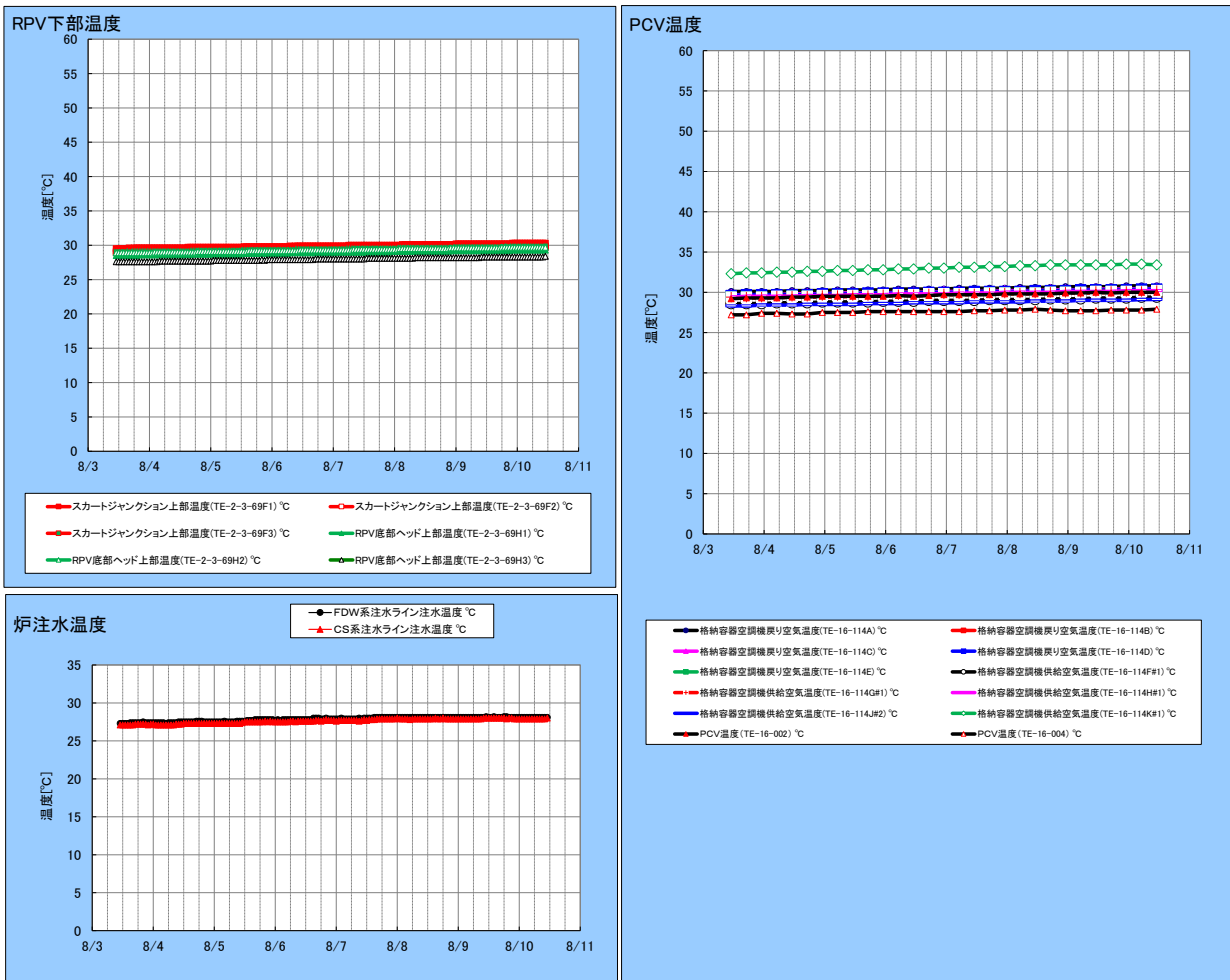 RPV下部温度
60
55
50
45
40
35
30
25
20
15
10
5
0
温度[℃]
8/3 8/4 8/5 8/6 8/7 8/8 8/9 8/10 8/11
スカートジャンクション上部温度(TE-2-3-69F1) ℃ スカートジャンクション上部温度(TE-2-3-69F2) ℃
スカートジャンクション上部温度(TE-2-3-69F3) ℃ RPV底部ヘッド上部温度(TE-2-3-69H1) ℃
RPV底部ヘッド上部温度(TE-2-3-69H2) ℃ RPV底部ヘッド上部温度(TE-2-3-69H3) ℃
炉注水温度
FDW系注水ライン注水温度 ℃
CS系注水ライン注水温度 ℃
35
30
25
20
15
10
5
0
温度[℃]
8/3 8/4 8/5 8/6 8/7 8/8 8/9 8/10 8/11
PCV温度
60
55
50
45
40
35
30
25
20
15
10
5
0
温度[℃]
8/3 8/4 8/5 8/6 8/7 8/8 8/9 8/10 8/11
格納容器空調機戻り空気温度(TE-16-114A) ℃ 格納容器空調機戻り空気温度(TE-16-114B) ℃
格納容器空調機戻り空気温度(TE-16-114C) ℃ 格納容器空調機戻り空気温度(TE-16-114D) ℃
格納容器空調機戻り空気温度(TE-16-114E) ℃ 格納容器空調機供給空気温度(TE-16-114F#1) ℃
格納容器空調機供給空気温度(TE-16-114G#1) ℃ 格納容器空調機供給空気温度(TE-16-114H#1) ℃
格納容器空調機供給空気温度(TE-16-114J#2) ℃ 格納容器空調機供給空気温度(TE-16-114K#1) ℃
PCV温度(TE-16-002) ℃ PCV温度(TE-16-004) ℃